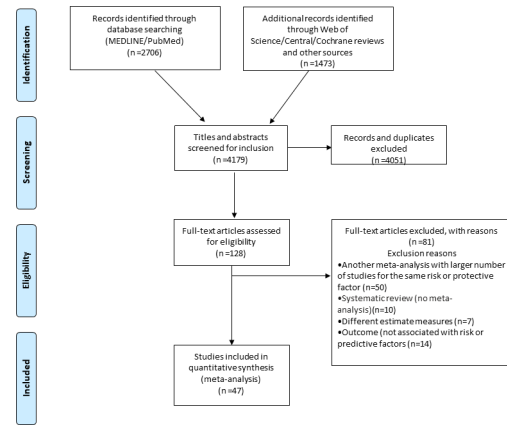 Identification
Records identified through
database searching
(MEDLINE/PubMed)
(n =2706)
Additional records identified
through Web of
Science/Central/Cochrane reviews
and other sources
(n =1473)
Screening
Titles and abstracts
screened for inclusion
(n =4179)
Records and duplicates
excluded
(n =4051)
Eligibility
Full-text articles assessed
for eligibility
(n =128)
Full-text articles excluded, with reasons
(n =81)
Exclusion reasons
•Another meta-analysis with larger number
of studies for the same risk or protective
factor (n=50)
•Systematic review (no meta-
analysis)(n=10)
•Different estimate measures (n=7)
•Outcome (not associated with risk or
predictive factors (n=14)
Included
Studies included in
quantitative synthesis
(meta-analysis)
(n =47)